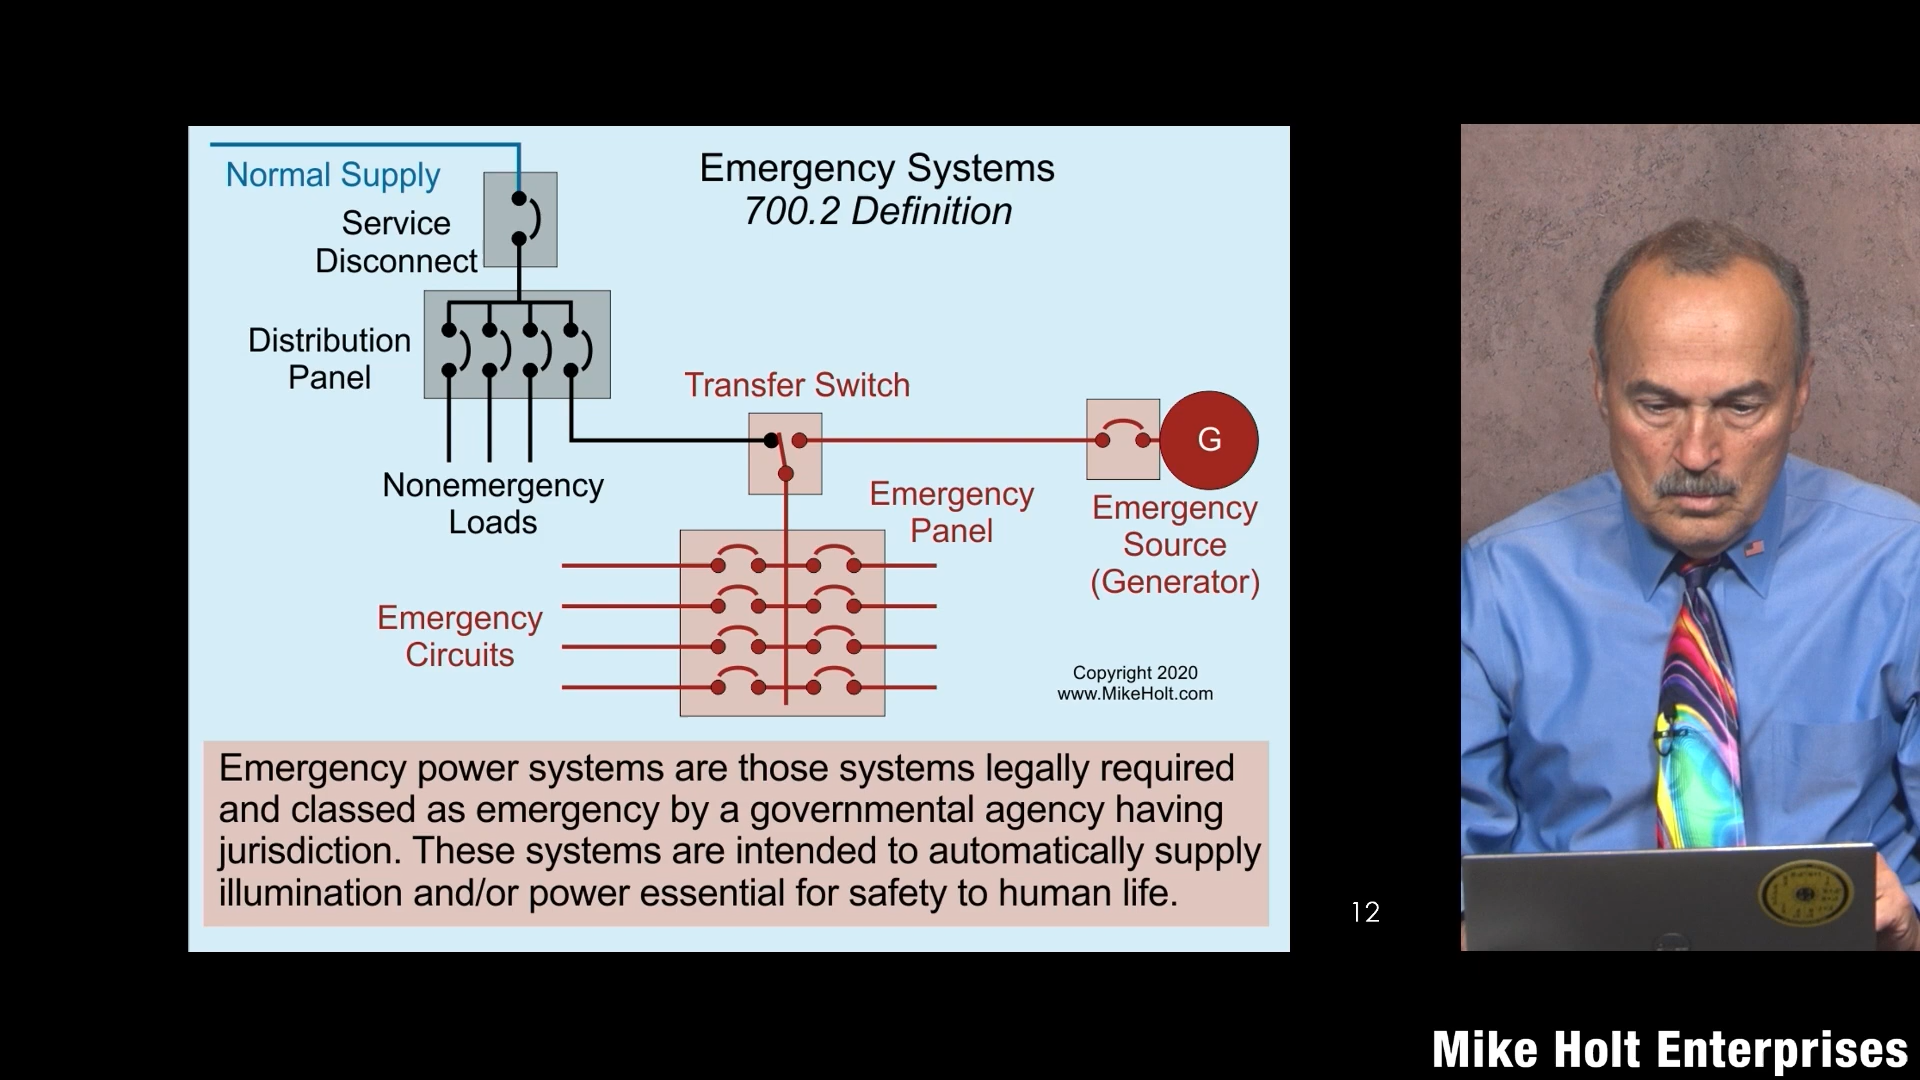 Normal Supply
Service
Disconnect
Emergency Systems
700.2 Definition
Distribution
Panel
Transfer Switch
G
Nonemergency
Loads
Emergency
Panel
Emergency
Source
(Generator)
Emergency
Circuits
Copyright 2020
www.MikeHolt.com
Emergency power systems are those systems legally required
and classed as emergency by a governmental agency having
jurisdiction. These systems are intended to automatically supply
illumination and/or power essential for safety to human life.
12
Mike Holt Enterprises